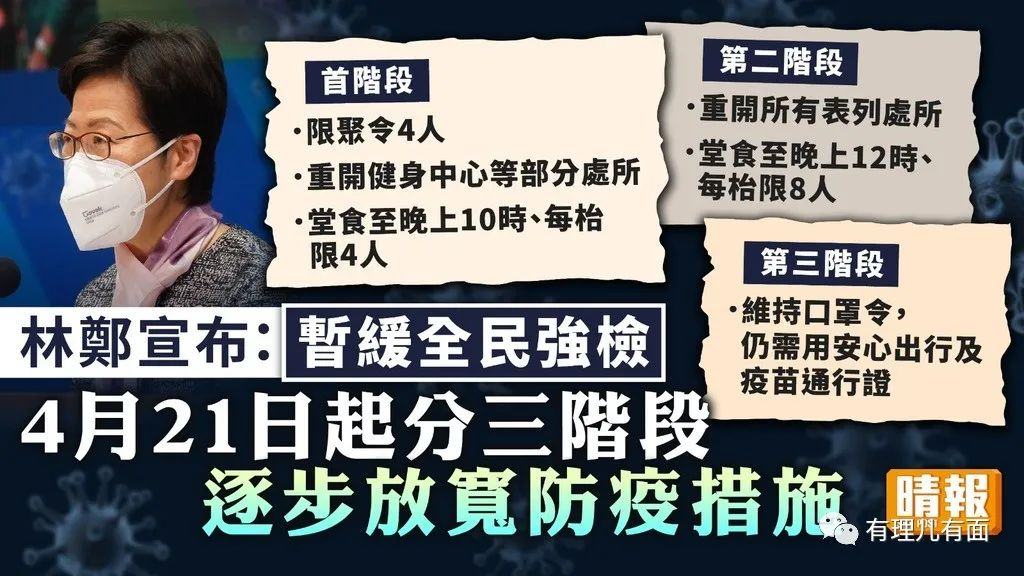 首階段
·限聚令4人
·重開健身中心等部分處所
·堂食至晚上10時、每枱
限4人
第二階段
·重開所有表列處所
·堂食至晚上12時、
每枱限8人
第三階段
·維持口罩令，
仍需用安心出行及
疫苗通行證
林鄭宣布：暫緩全民強檢
4月21日起分三階段
逐步放寬防疫措施
晴報
有理儿有面